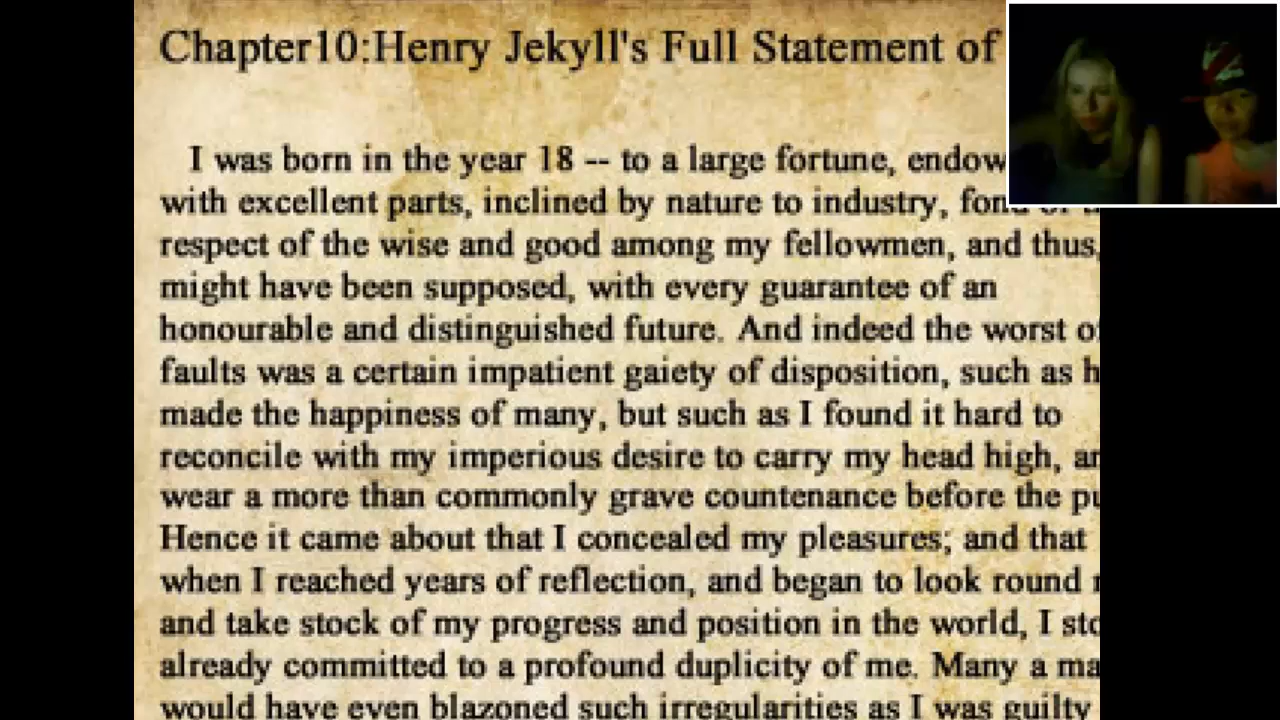 Chapter10:Henry Jekyll's Full Statement of
I was born in the year 18 -- to a large fortune, endow
with excellent parts, inclined by nature to industry, fond of
respect of the wise and good among my fellowmen, and thus,
might have been supposed, with every guarantee of an
honourable and distinguished future. And indeed the worst
faults was a certain impatient gaiety of disposition, such as
made the happiness of many, but such as I found it hard to
reconcile with my imperious desire to carry my head high,
wear a more than commonly grave countenance before the
Hence it came about that I concealed my pleasures; and that
when I reached years of reflection, and began to look round
and take stock of my progress and position in the world, I
already committed to a profound duplicity of me. Many a
would have even blazoned such irregularities as I was guilty